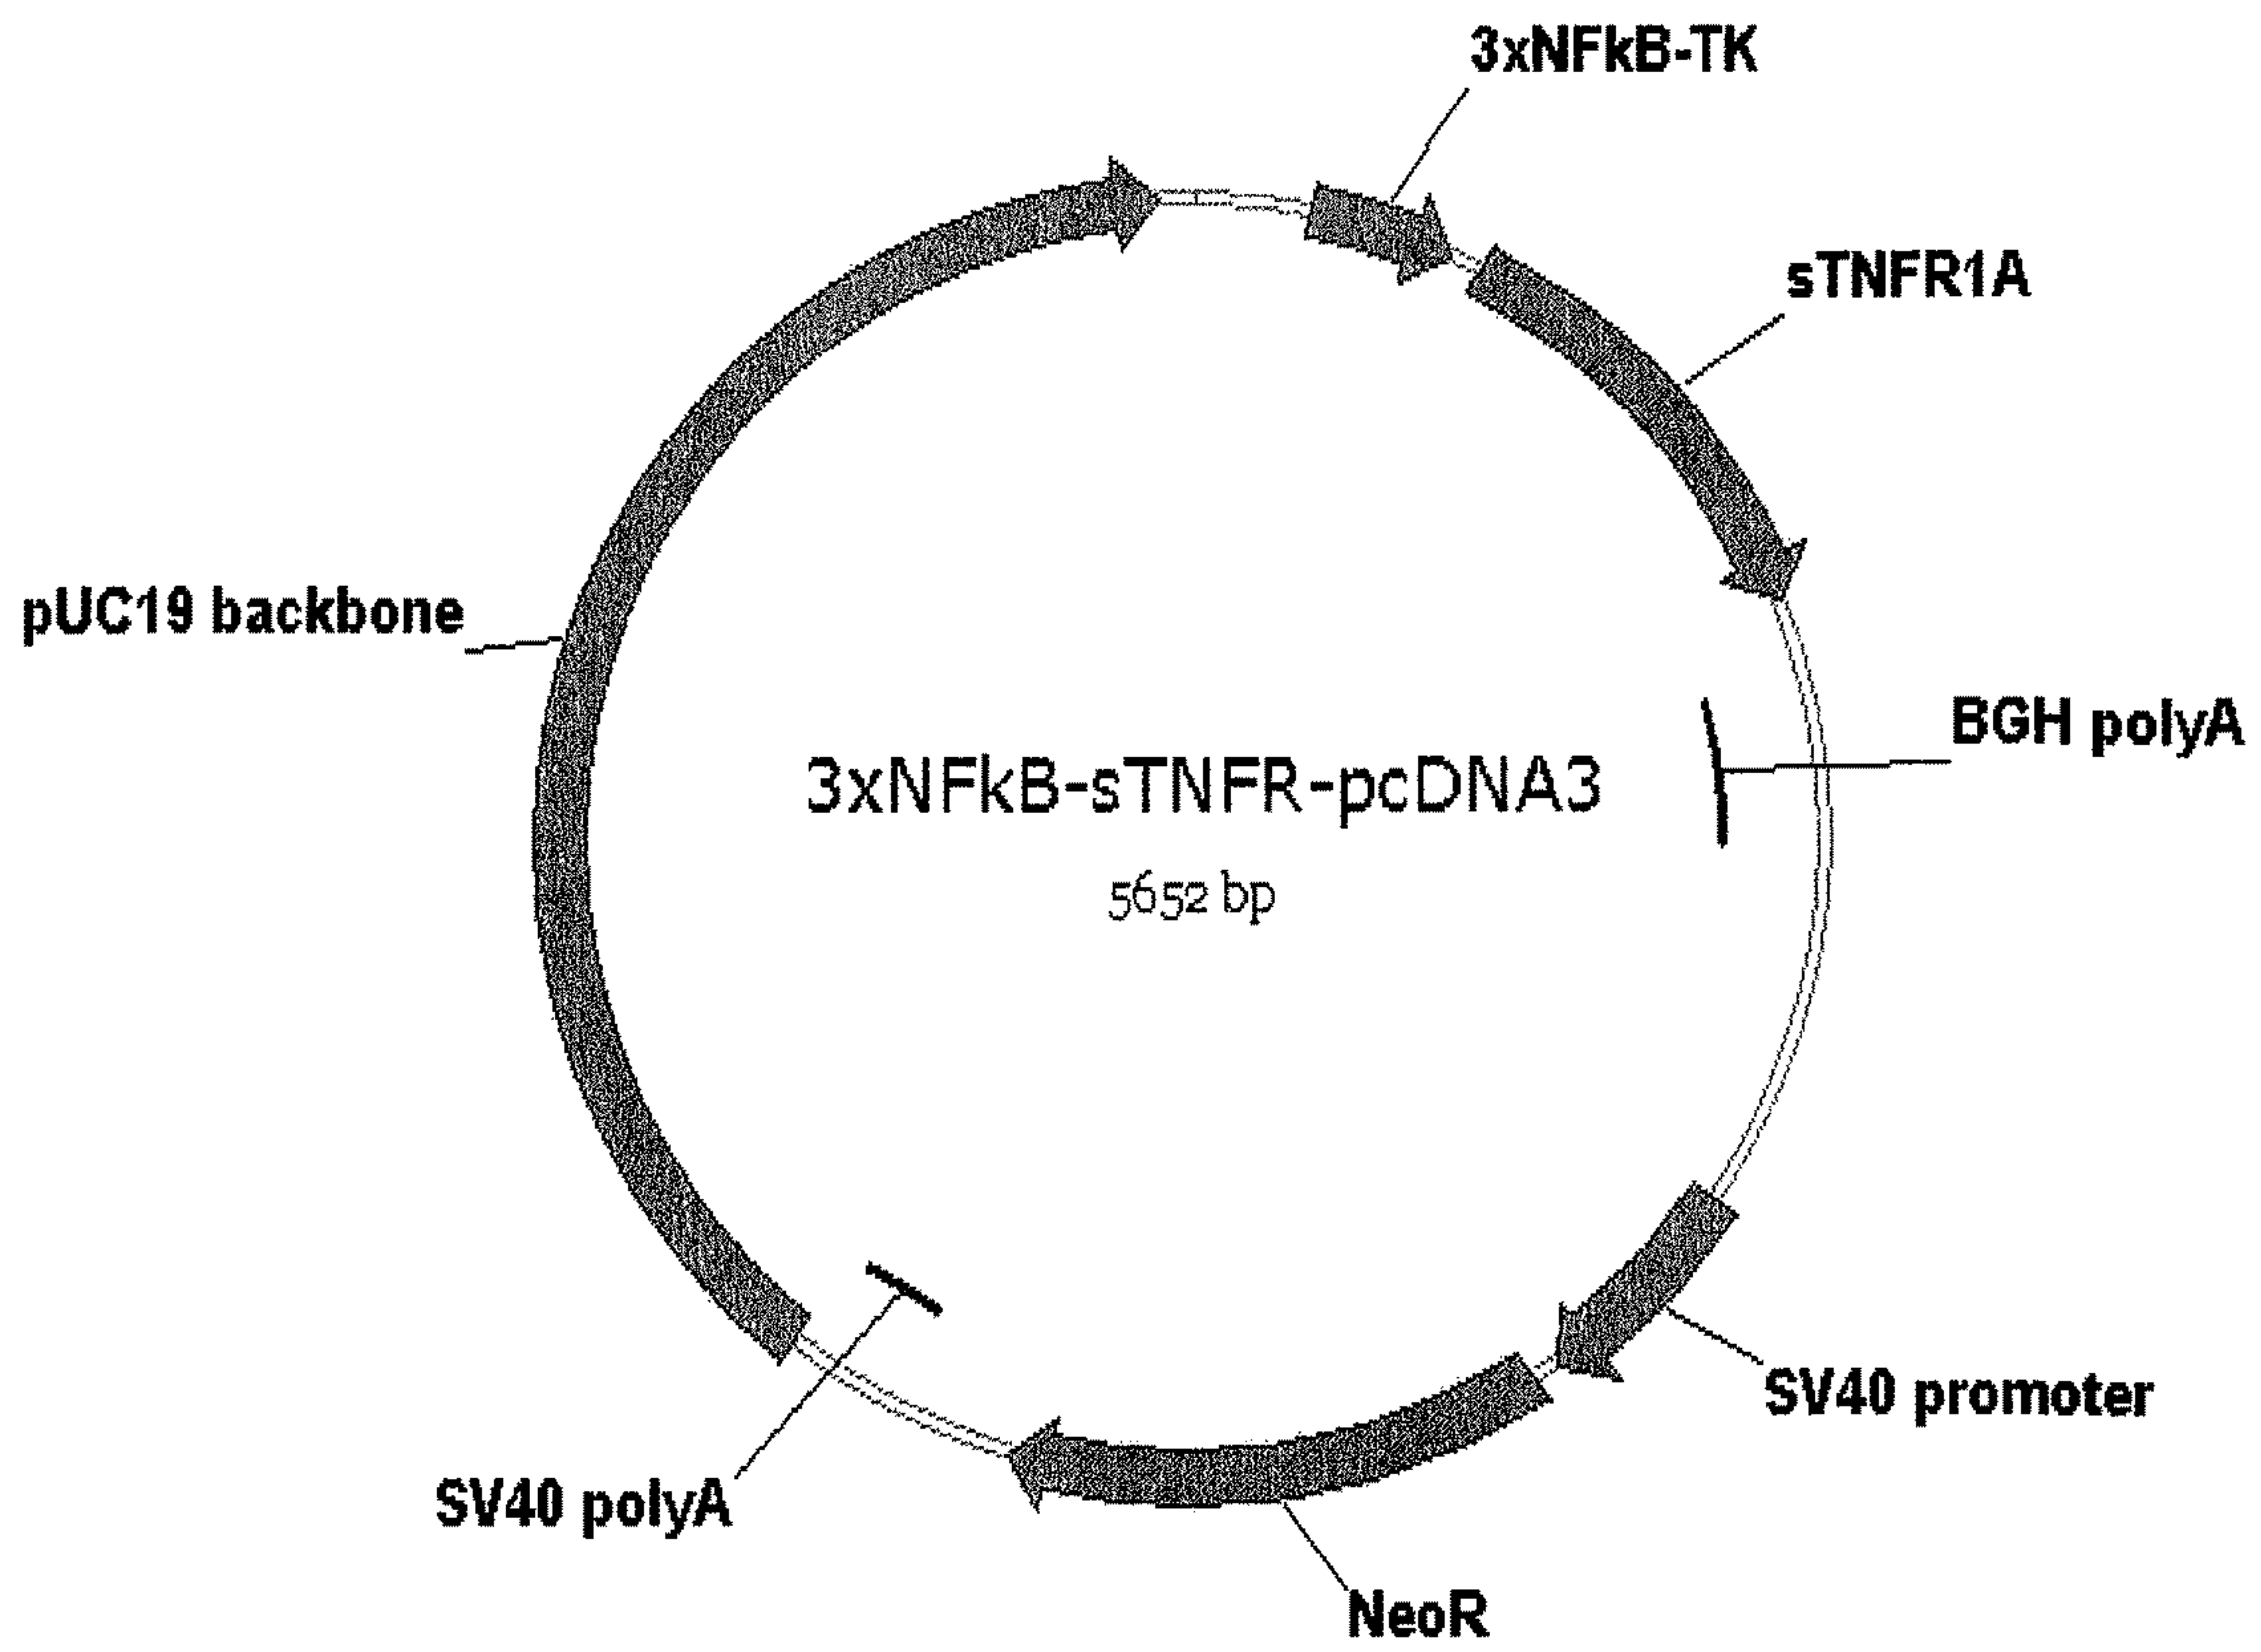 3xNFkB-TK
sTNFR1A
pUC19 backbone
BGH polyA
3xNFkB-sTNFR-pcDNA3
5652 bp
SV40 promoter
SV40 polyA
NeoR